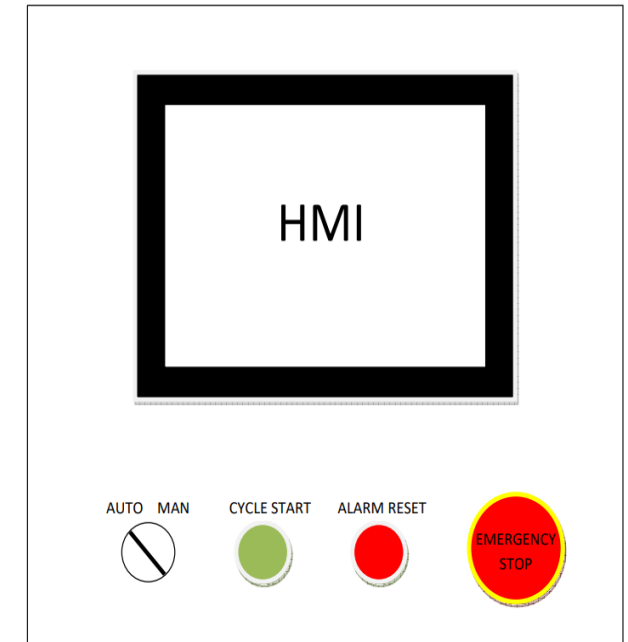 HMI
AUTO MAN
CYCLE START
ALARM RESET
EMERGENCY
STOP